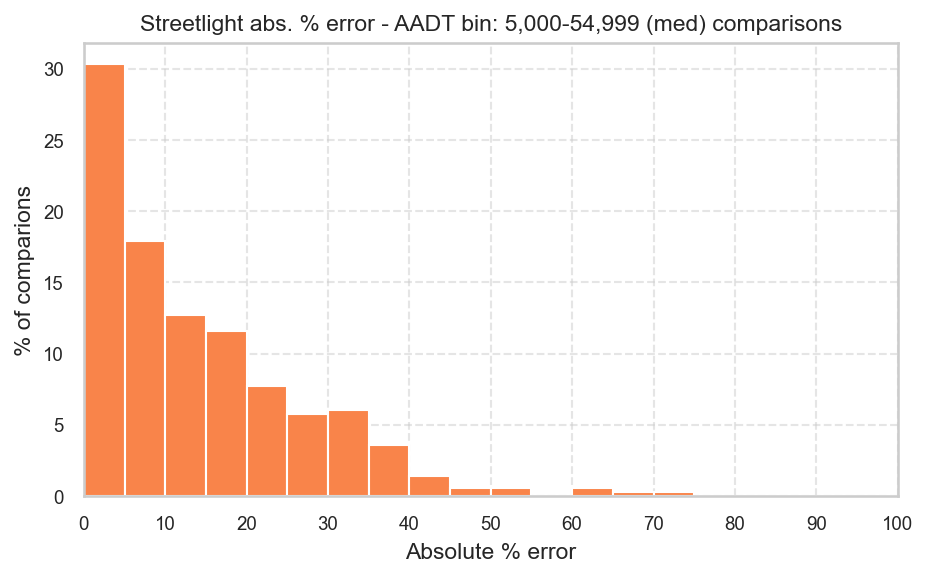 Streetlight abs. % error - AADT bin: 5,000-54,999 (med) comparisons
30
25
20
15
10
5
0
% of comparions
0 10 20 30 40 50 60 70 80 90 100
Absolute % error